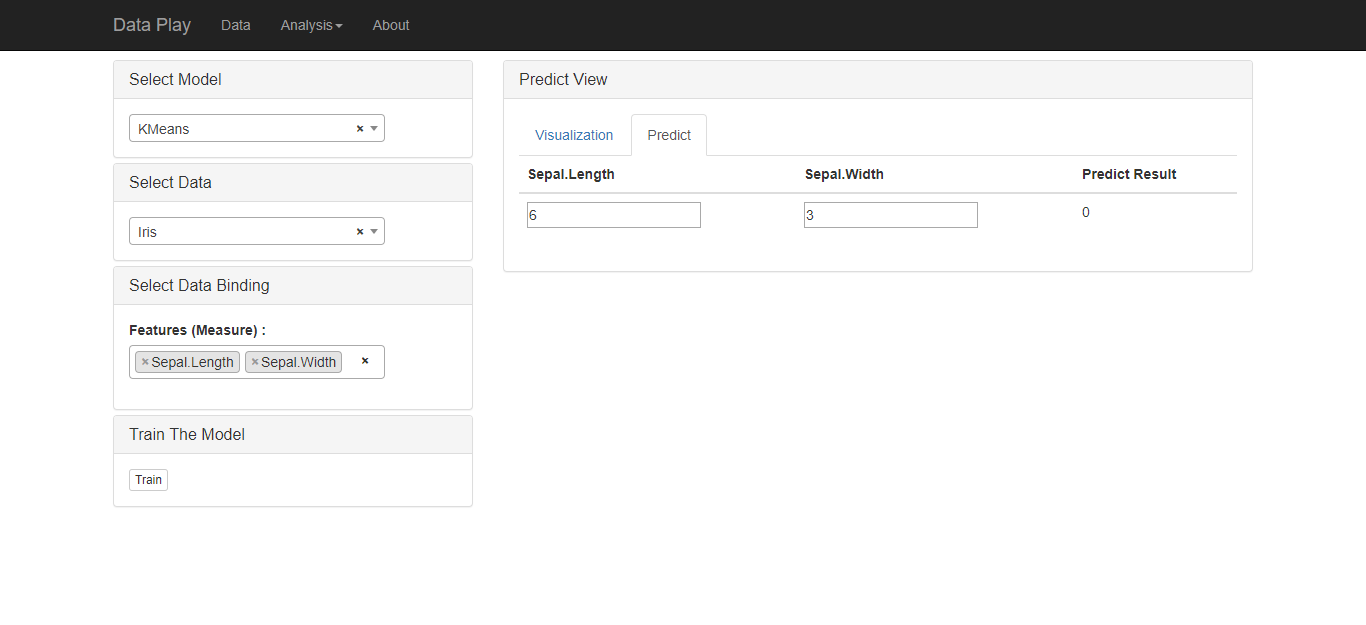 Data Play Data Analysis About
Select Model
KMeans × 
Select Data
Iris ×
Select Data Binding
Features (Measure) :
×Sepal.Length ×Sepal.Width ×
Train The Model
Train
Predict View
Visualization Predict
Sepal.Length Sepal.Width Predict Result
6 3 0